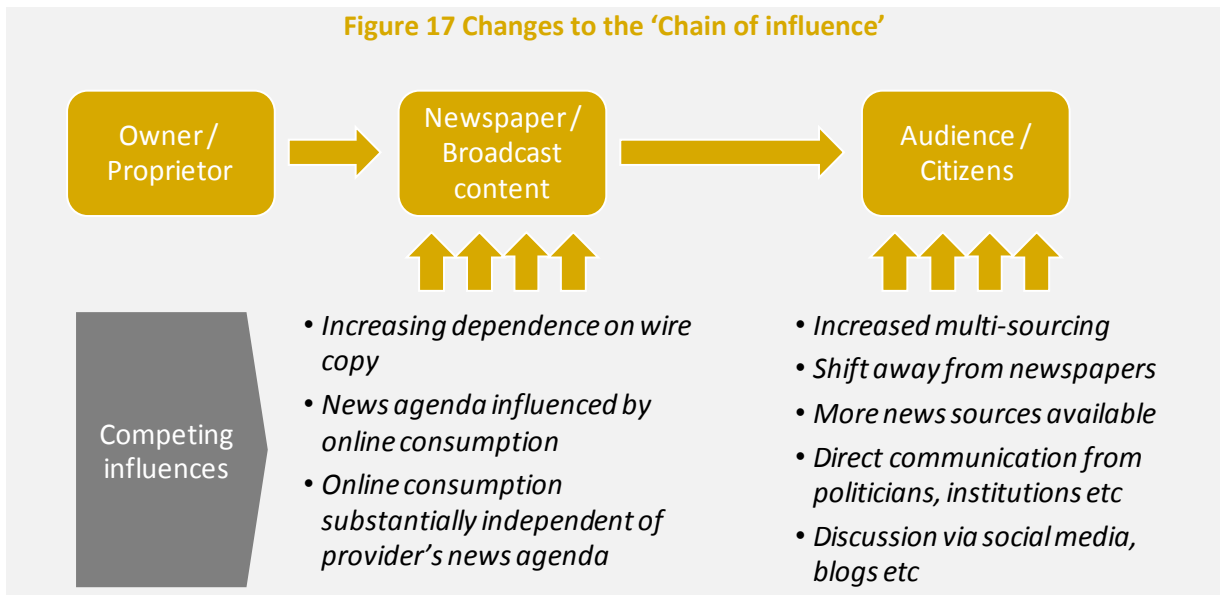 Figure 17 Changes to the ‘Chain of influence’
Owner /
Proprietor
Newspaper /
Broadcast
content
Audience /
Citizens
Competing
influences
• Increasing dependence on wire
copy
• News agenda influenced by
online consumption
• Online consumption
substantially independent of
provider’s news agenda
• Increased multi-sourcing
• Shift away from newspapers
• More news sources available
• Direct communication from
politicians, institutions etc
• Discussion via social media,
blogs etc